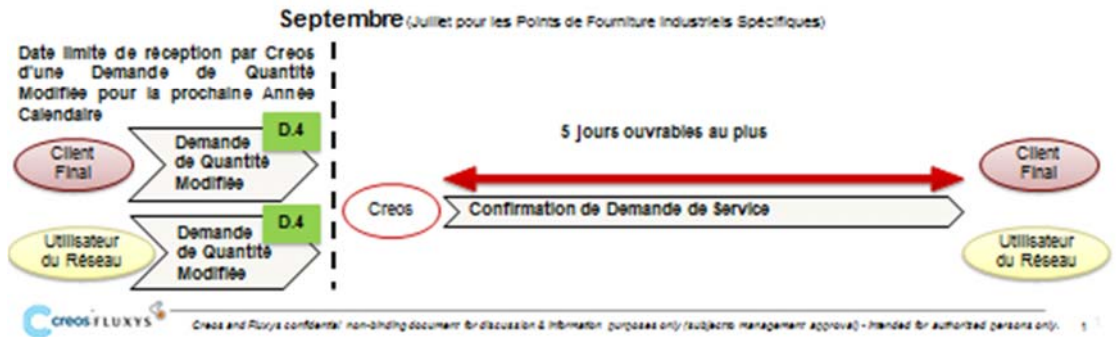 Septembre (Juillet pour les Points de Fourniture Industriels Spécifiques)
Date limite de réception par Creos
d'une Demande de Quantité
Modifiée pour la prochaine Année
Calendaire
D.4
Client
Final
Demande
de Quantité
Modifiée
5 jours ouvrables au plus
Client
Final
Creos
Confirmation de Demande de Service
D.4
Utilisateur
du Réseau
Demande
de Quantité
Modifiée
Utilisateur
du Réseau
creos FLUXYS
Creos and Fluxys confidential non-binding document for discussion & information purposes only (subject to management approval) - Intended for authorized persons only. 1